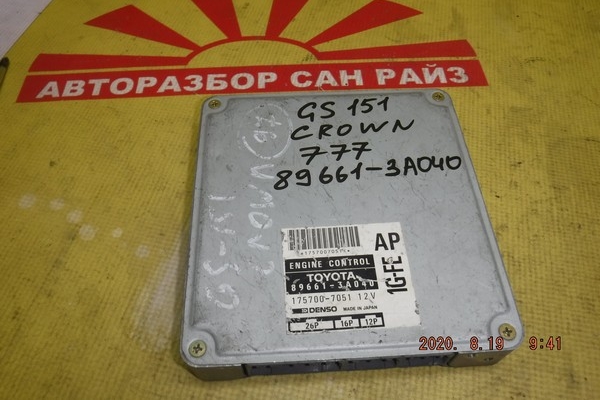 АВТОРАЗБОР САН РАЙЗ
GS 151
CROWN
777
89661-3A040
GS-151
*1757007051*
AP
ENGINE CONTROL
TOYOTA
89661-3A040
1G-FE
175700-7051 12V
DENSO MADE IN JAPAN
26P 16P 12P
2020. 8.19 9:41